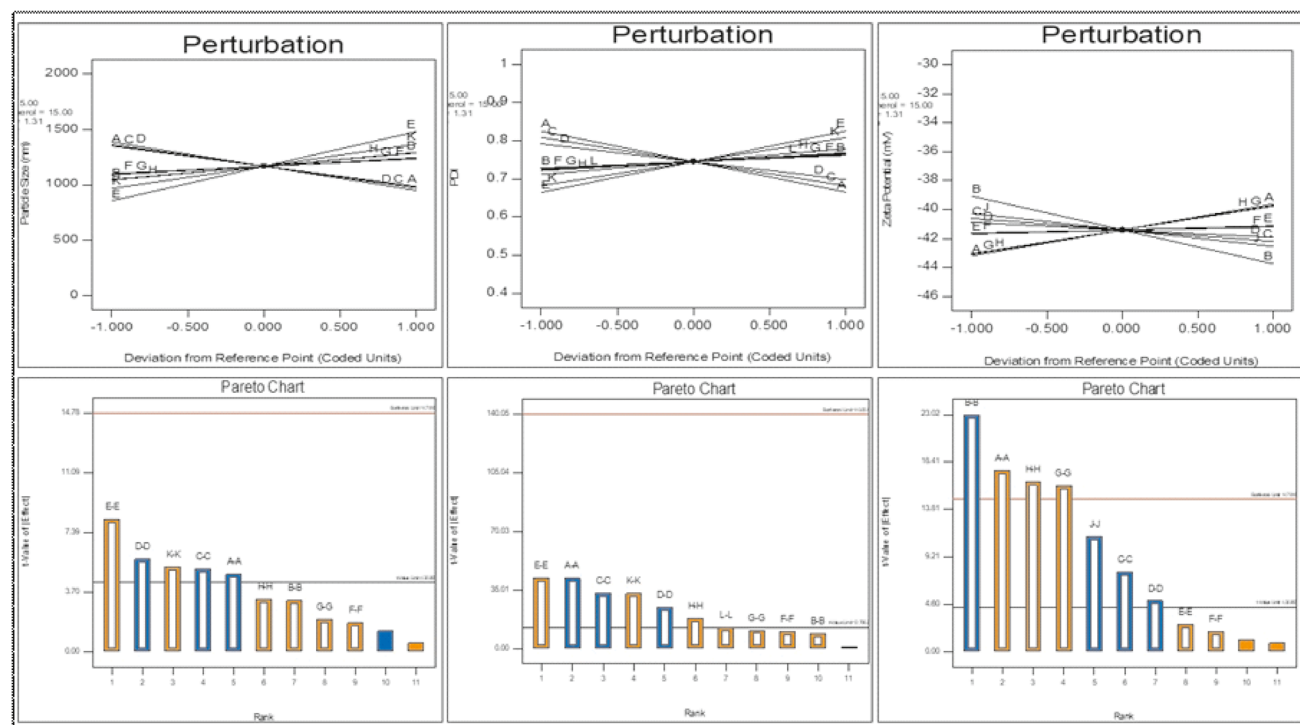 Perturbation
2000
1500
1000
500
0
Particle Size (nm)
5.00
erol = 15.00
= 1.31
A C D
F G H
K
E
E
K
B
H G F
D C A
-1.000 -0.500 0.000 0.500 1.000
Deviation from Reference Point (Coded Units)
Perturbation
1
0.9
0.8
0.7
0.6
0.5
0.4
PDI
5.00
erol = 15.00
= 1.31
A
C
D
B F G H L
K
E
E
K
L H G F B
D
C
A
-1.000 -0.500 0.000 0.500 1.000
Deviation from Reference Point (Coded Units)
Perturbation
-30
-32
-34
-36
-38
-40
-42
-44
-46
Zeta Potential (mV)
5.00
erol = 15.00
= 1.31
B
C J
D
E F
A G H
H G A
F E
D C
J
B
-1.000 -0.500 0.000 0.500 1.000
Deviation from Reference Point (Coded Units)
Pareto Chart
14.78
11.09
7.39
3.70
0.00
t-Value of |Effect|
E-E
D-D
K-K
C-C
A-A
H-H
B-B
G-G
F-F
1 2 3 4 5 6 7 8 9 10 11
Rank
Pareto Chart
140.05
105.04
70.03
35.01
0.00
t-Value of |Effect|
E-E
A-A
C-C
K-K
D-D
H-H
L-L
G-G
F-F
B-B
1 2 3 4 5 6 7 8 9 10 11
Rank
Pareto Chart
23.02
9.21
4.60
0.00
t-Value of |Effect|
B-B
A-A
H-H
G-G
J-J
C-C
D-D
E-E
F-F
1 2 3 4 5 6 7 8 9 10 11
Rank